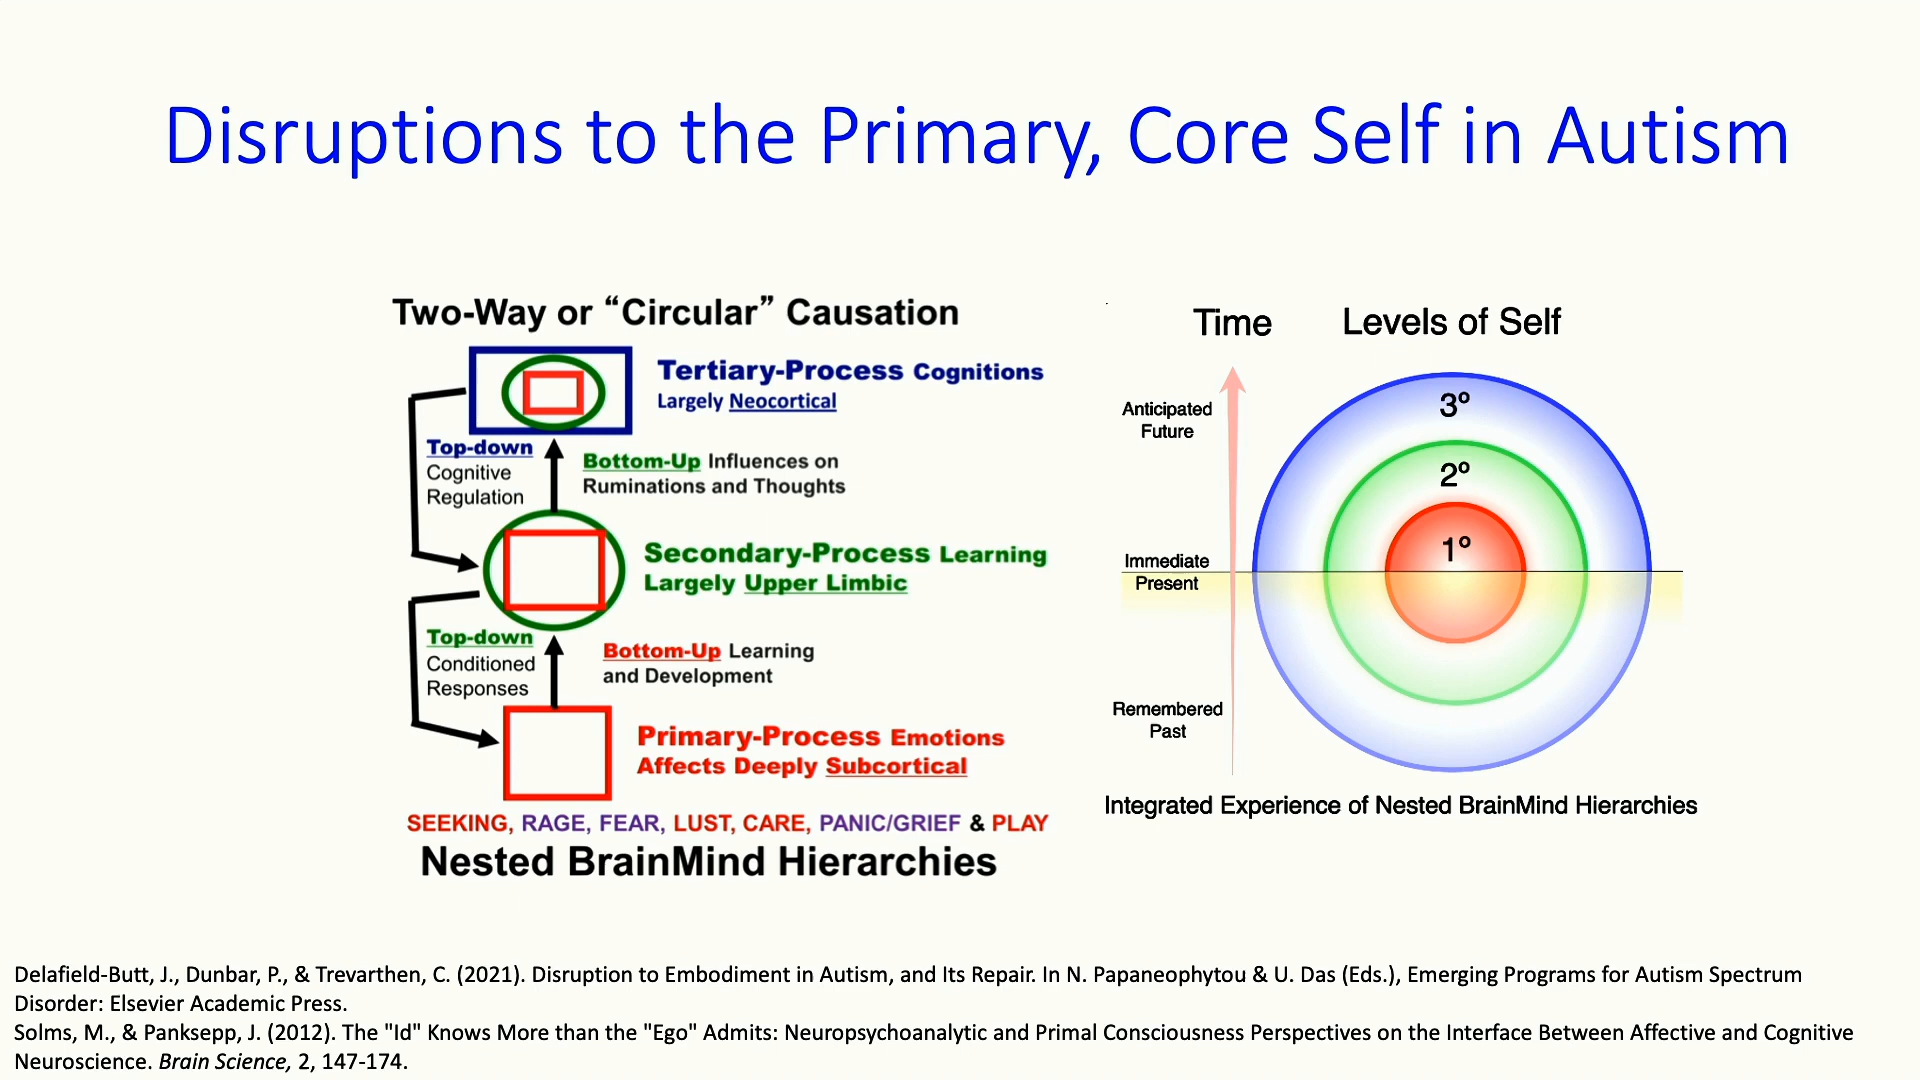 Disruptions to the Primary, Core Self in Autism
Two-Way or “Circular” Causation
Tertiary-Process Cognitions
Largely Neocortical
Top-down
Cognitive
Regulation
Bottom-Up Influences on
Ruminations and Thoughts
Secondary-Process Learning
Largely Upper Limbic
Top-down
Conditioned
Responses
Bottom-Up Learning
and Development
Primary-Process Emotions
Affects Deeply Subcortical
SEEKING, RAGE, FEAR, LUST, CARE, PANIC/GRIEF & PLAY
Nested BrainMind Hierarchies
Time
Levels of Self
Anticipated
Future
3º
2º
1º
Immediate
Present
Remembered
Past
Integrated Experience of Nested BrainMind Hierarchies
Delafield-Butt, J., Dunbar, P., & Trevarthen, C. (2021). Disruption to Embodiment in Autism, and Its Repair. In N. Papaneophytou & U. Das (Eds.), Emerging Programs for Autism Spectrum
Disorder: Elsevier Academic Press.
Solms, M., & Panksepp, J. (2012). The "Id" Knows More than the "Ego" Admits: Neuropsychoanalytic and Primal Consciousness Perspectives on the Interface Between Affective and Cognitive
Neuroscience. Brain Science, 2, 147-174.